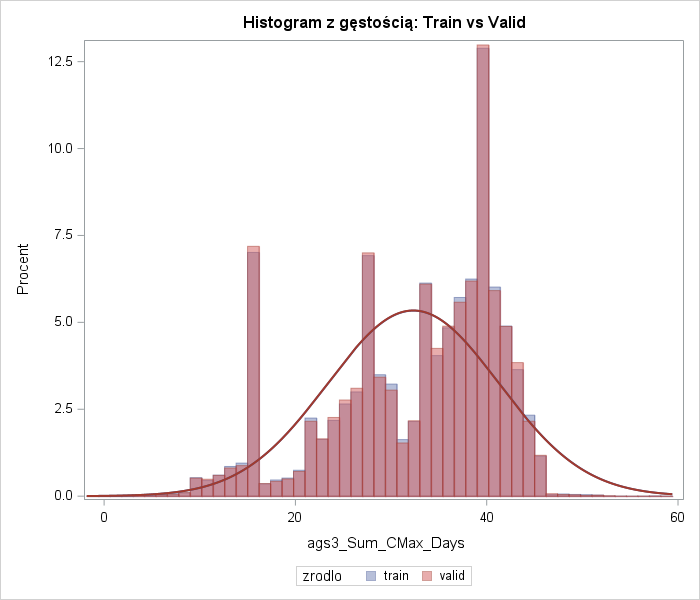 Histogram z gęstością: Train vs Valid
12.5
10.0
7.5
5.0
2.5
0.0
Procent
0 20 40 60
ags3_Sum_CMax_Days
zrodlo train valid